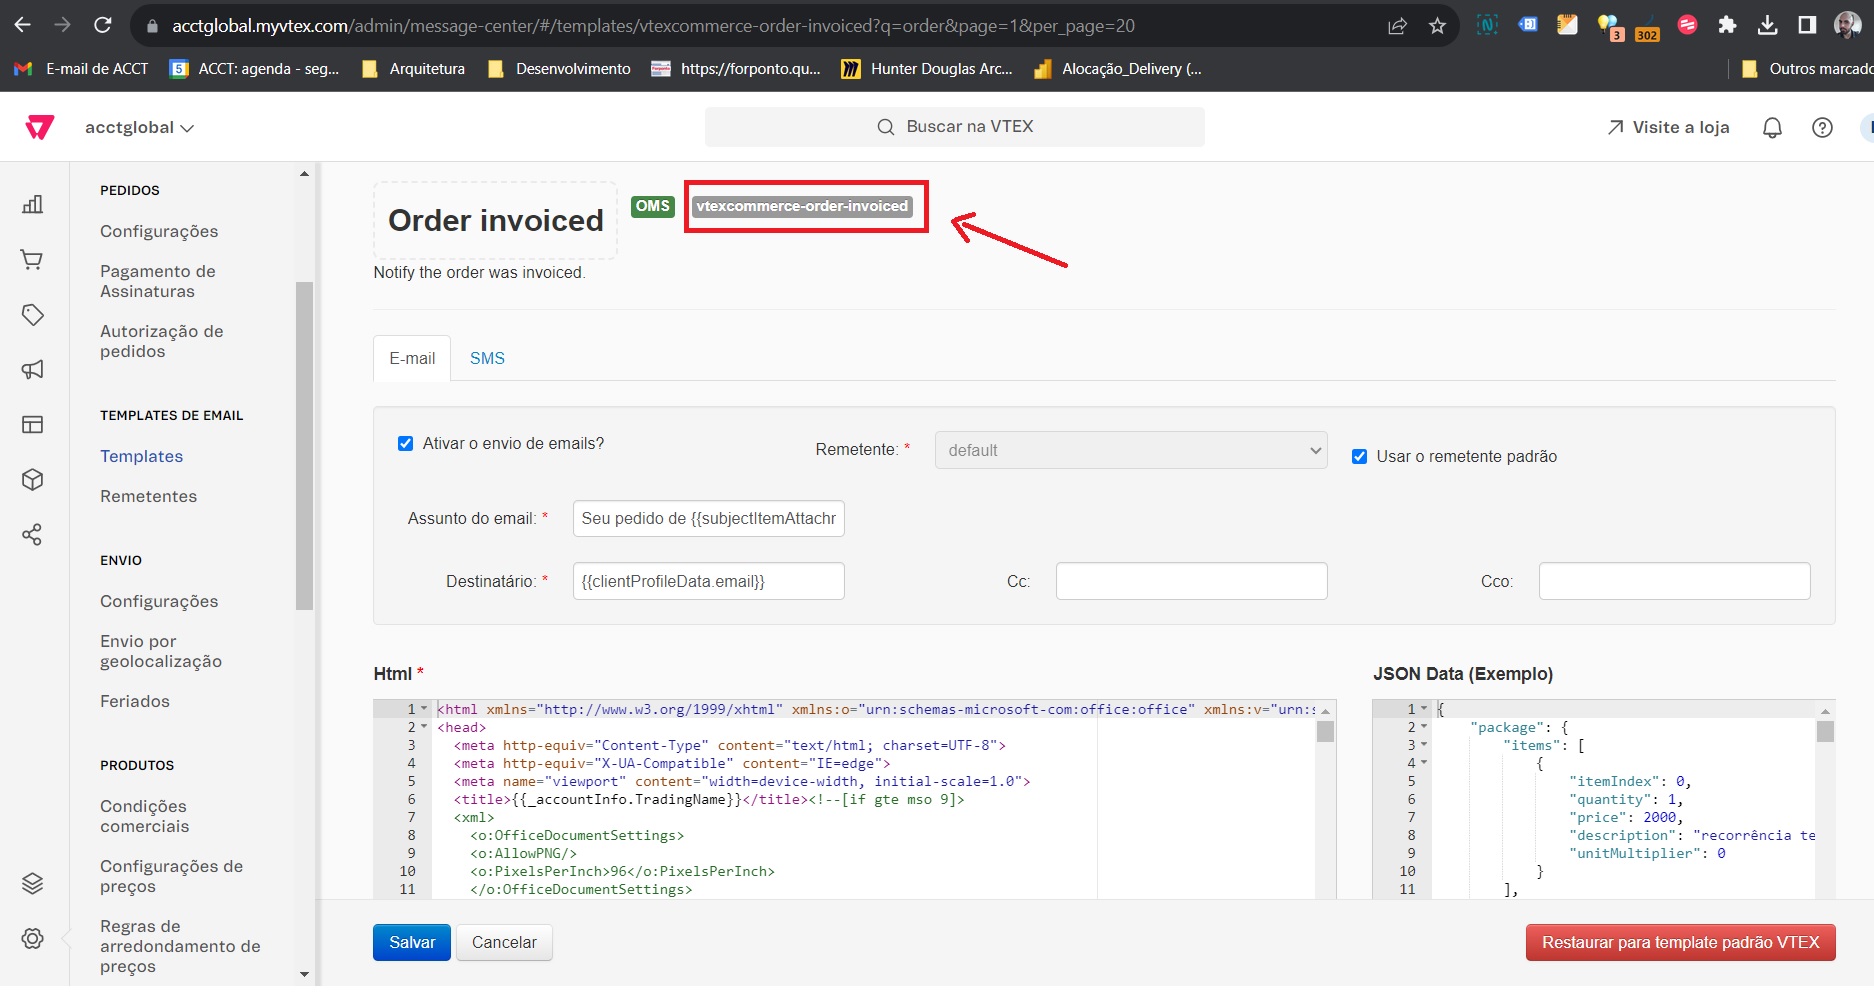 acctglobal.myvtex.com/admin/message-center/#/templates/vtexcommerce-order-invoiced?q=order&page=1&per_page=20
3
302
E-mail de ACCT
5
ACCT: agenda - seg...
Arquitetura
Desenvolvimento
https://forponto.qu...
Hunter Douglas Arc...
Alocação_Delivery (...
Outros marcado
acctglobal
Buscar na VTEX
Visite a loja
PEDIDOS
Configurações
Pagamento de
Assinaturas
Autorização de
pedidos
TEMPLATES DE EMAIL
Templates
Remetentes
ENVIO
Configurações
Envio por
geolocalização
Feriados
PRODUTOS
Condições
comerciais
Configurações de
preços
Regras de
arredondamento de
preços
Order invoiced
OMS
vtexcommerce-order-invoiced
Notify the order was invoiced.
E-mail
SMS
Ativar o envio de emails?
Remetente: *
default
Usar o remetente padrão
Assunto do email: *
Seu pedido de {{subjectItemAttachr
Destinatário: *
{{clientProfileData.email}}
Cc:
Cco:
Html *
1 <html xmlns="http://www.w3.org/1999/xhtml" xmlns:o="urn:schemas-microsoft-com:office:office" xmlns:v="urn:s
2 <head>
3 <meta http-equiv="Content-Type" content="text/html; charset=UTF-8">
4 <meta http-equiv="X-UA-Compatible" content="IE=edge">
5 <meta name="viewport" content="width=device-width, initial-scale=1.0">
6 <title>{{_accountInfo.TradingName}}</title><!--[if gte mso 9]>
7 <xml>
8 <o:OfficeDocumentSettings>
9 <o:AllowPNG/>
10 <o:PixelsPerInch>96</o:PixelsPerInch>
11 </o:OfficeDocumentSettings>
JSON Data (Exemplo)
1 {
2 "package": {
3 "items": [
4 {
5 "itemIndex": 0,
6 "quantity": 1,
7 "price": 2000,
8 "description": "recorrência te
9 "unitMultiplier": 0
10 }
11 ],
Salvar
Cancelar
Restaurar para template padrão VTEX